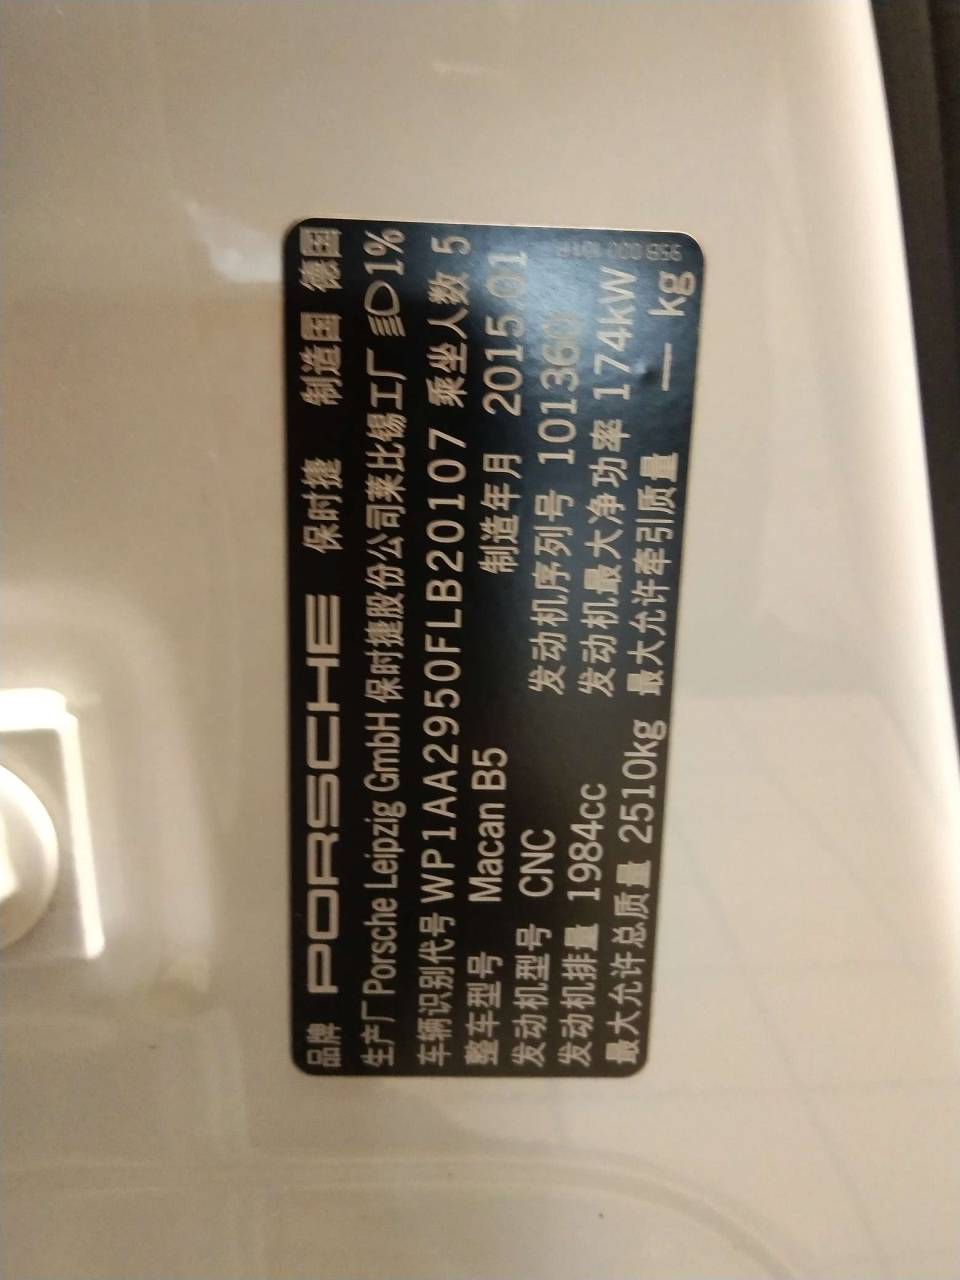 品牌 PORSCHE 保时捷 制造国 德国
生产厂 Porsche Leipzig GmbH 保时捷股份公司莱比锡工厂 1%
车辆识别代号 WP1AA2950FLB20107 乘坐人数 5
整车型号 Macan B5 制造年月 2015.01
发动机型号 CNC 发动机序列号 101360
发动机排量 1984cc 发动机最大净功率 174kW
最大允许总质量 2510kg 最大允许牵引质量 — kg